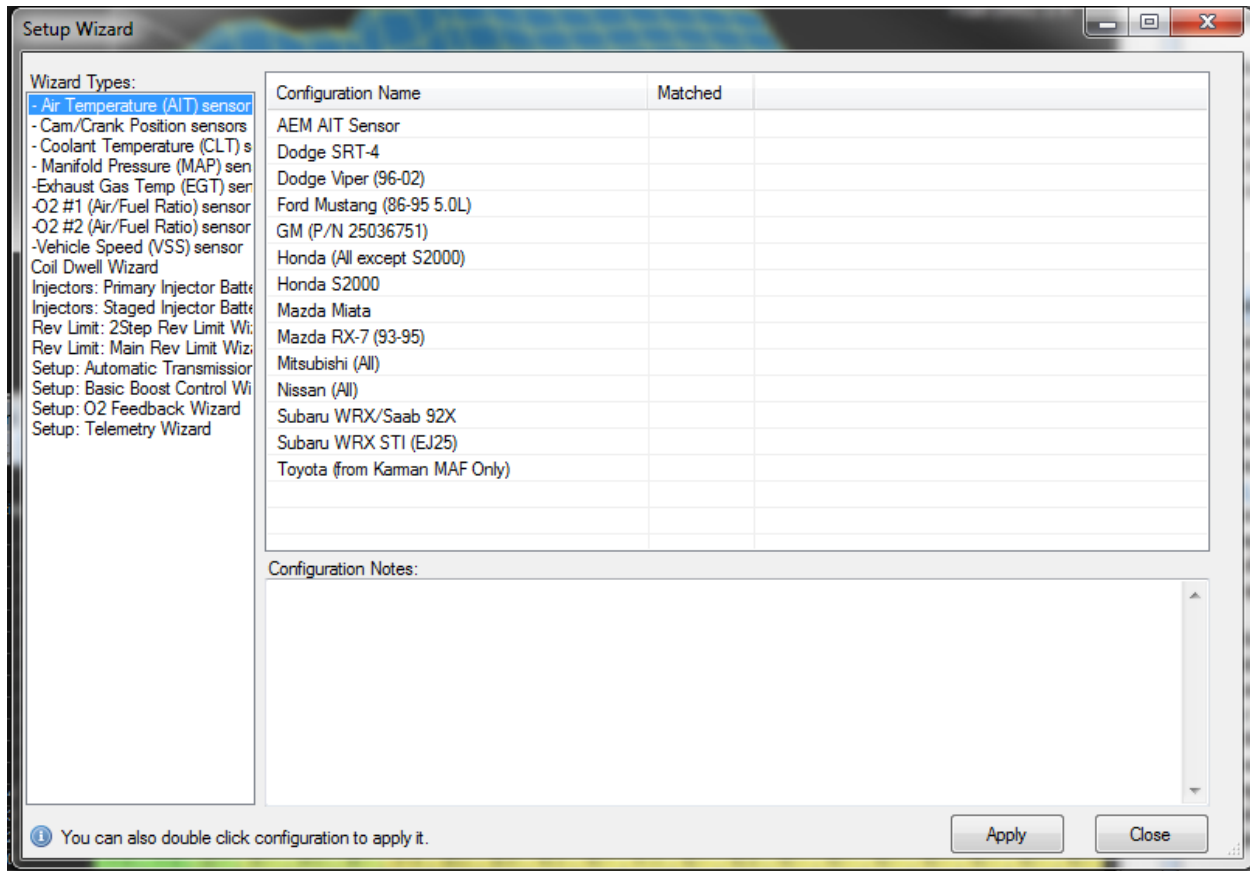 Setup Wizard
Wizard Types:
- Air Temperature (AIT) sensor
- Cam/Crank Position sensors
- Coolant Temperature (CLT) s
- Manifold Pressure (MAP) sen
-Exhaust Gas Temp (EGT) sen
-O2 #1 (Air/Fuel Ratio) sensor
-O2 #2 (Air/Fuel Ratio) sensor
-Vehicle Speed (VSS) sensor
Coil Dwell Wizard
Injectors: Primary Injector Batte
Injectors: Staged Injector Batte
Rev Limit: 2Step Rev Limit Wi
Rev Limit: Main Rev Limit Wiz
Setup: Automatic Transmission
Setup: Basic Boost Control Wi
Setup: O2 Feedback Wizard
Setup: Telemetry Wizard
Configuration Name Matched
AEM AIT Sensor
Dodge SRT-4
Dodge Viper (96-02)
Ford Mustang (86-95 5.0L)
GM (P/N 25036751)
Honda (All except S2000)
Honda S2000
Mazda Miata
Mazda RX-7 (93-95)
Mitsubishi (All)
Nissan (All)
Subaru WRX/Saab 92X
Subaru WRX STI (EJ25)
Toyota (from Karman MAF Only)
Configuration Notes:
You can also double click configuration to apply it.
Apply
Close